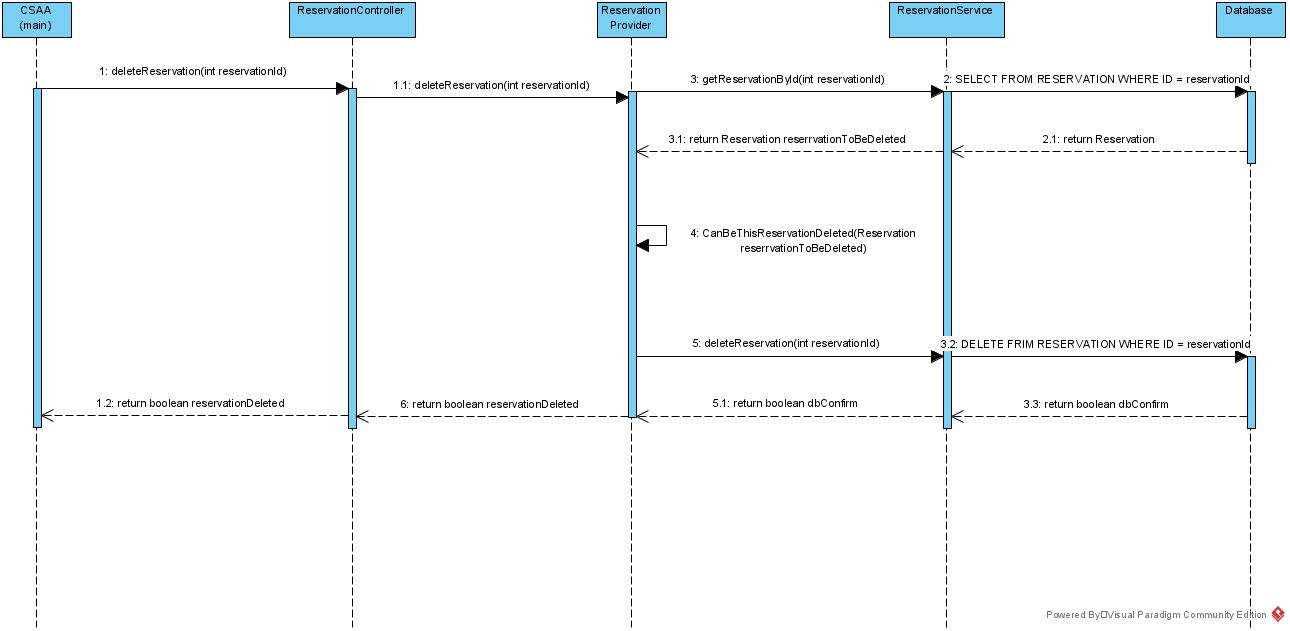 CSAA
(main)
ReservationController
Reservation
Provider
ReservationService
Database
1: deleteReservation(int reservationId)
1.1: deleteReservation(int reservationId)
3: getReservationById(int reservationId)
2: SELECT FROM RESERVATION WHERE ID = reservationId
3.1: return Reservation reserrvationToBeDeleted
2.1: return Reservation
4: CanBeThisReservationDeleted(Reservation
reserrvationToBeDeleted)
5: deleteReservation(int reservationId)
3.2: DELETE FRIM RESERVATION WHERE ID = reservationId
1.2: return boolean reservationDeleted
6: return boolean reservationDeleted
5.1: return boolean dbConfirm
3.3: return boolean dbConfirm
Powered By Visual Paradigm Community Edition